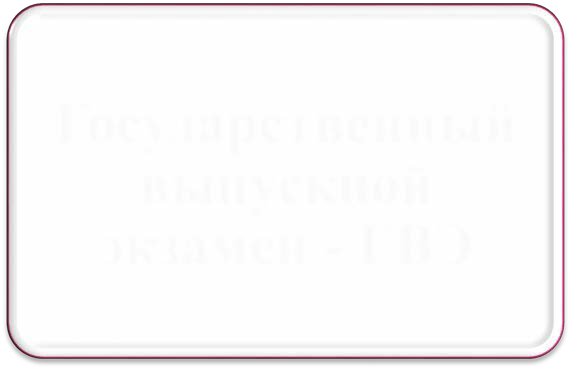 Государственный
выпускной
экзамен - ГВЭ